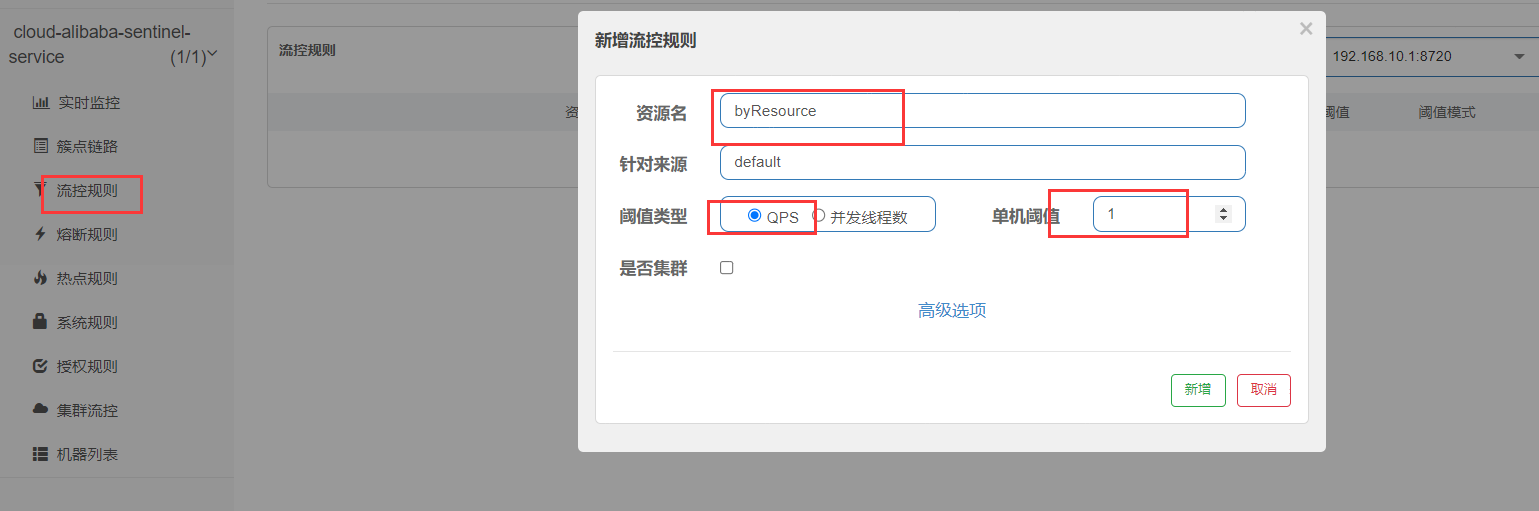 cloud-alibaba-sentinel-
service (1/1)
实时监控
簇点链路
流控规则
熔断规则
热点规则
系统规则
授权规则
集群流控
机器列表
流控规则
192.168.10.1:8720
资
阈值 阈值模式
新增流控规则
×
资源名 byResource
针对来源 default
阈值类型 QPS 并发线程数 单机阈值 1
是否集群
高级选项
新增 取消